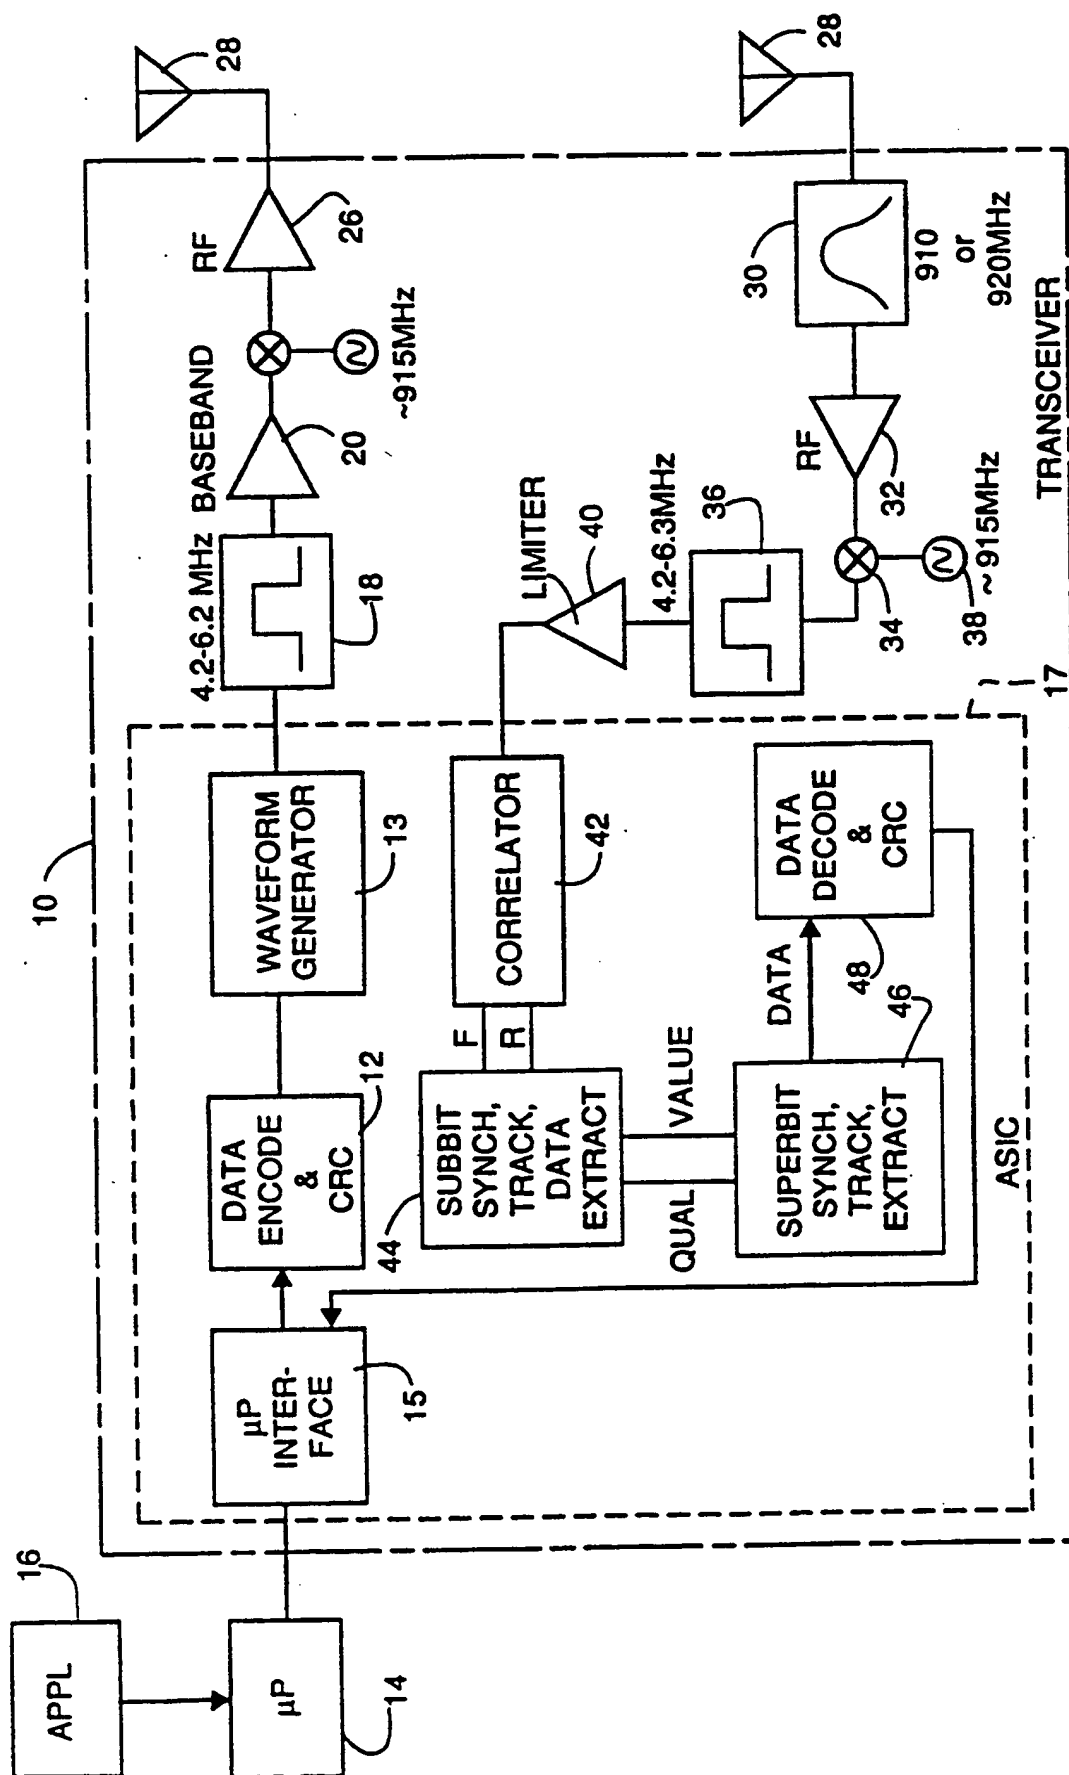 10
TRANSCEIVER
16
APPL
µP
14
µP
INTER-
FACE
15
DATA
ENCODE
&
CRC
12
WAVEFORM
GENERATOR
13
4.2-6.2 MHz
18
BASEBAND
20
~915MHz
RF
26
28
28
30
910
or
920MHz
RF
32
34
38
~915MHz
4.2-6.3MHz
36
LIMITER
40
CORRELATOR
42
F
R
SUBBIT
SYNCH,
TRACK,
DATA
EXTRACT
44
QUAL
VALUE
SUPERBIT
SYNCH,
TRACK,
EXTRACT
46
DATA
DATA
DECODE
&
CRC
48
ASIC
17